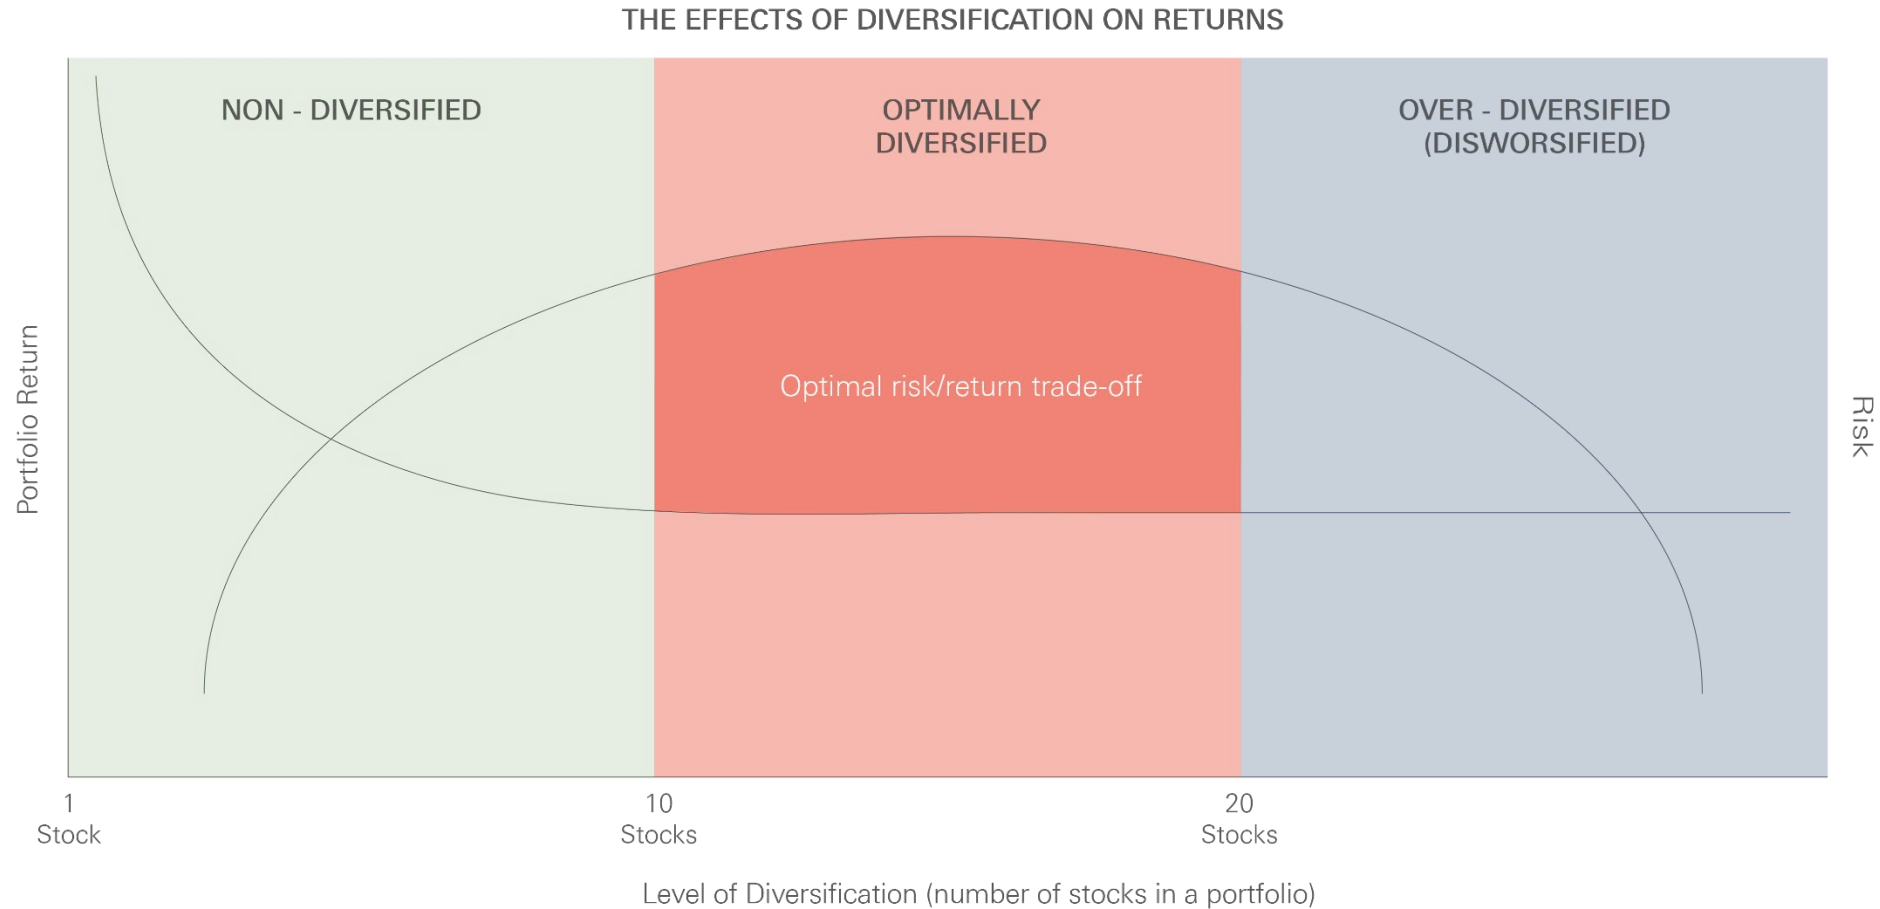 THE EFFECTS OF DIVERSIFICATION ON RETURNS
NON - DIVERSIFIED
OPTIMALLY
DIVERSIFIED
OVER - DIVERSIFIED
(DISWORSIFIED)
Portfolio Return
Optimal risk/return trade-off
Risk
1
Stock
10
Stocks
20
Stocks
Level of Diversification (number of stocks in a portfolio)